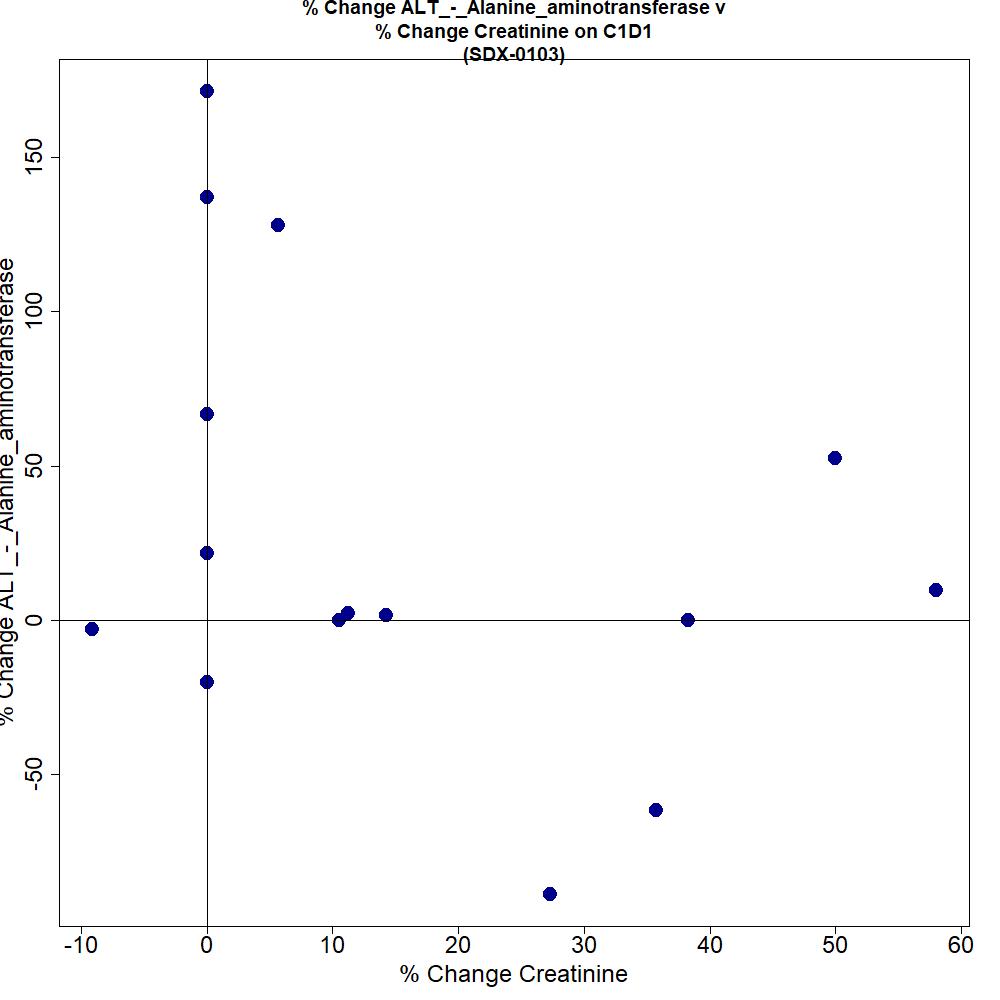 % Change ALT_-_Alanine_aminotransferase v
% Change Creatinine on C1D1
(SDX-0103)
% Change ALT_-_Alanine_aminotransferase
150
100
50
0
-50
-10 0 10 20 30 40 50 60
% Change Creatinine